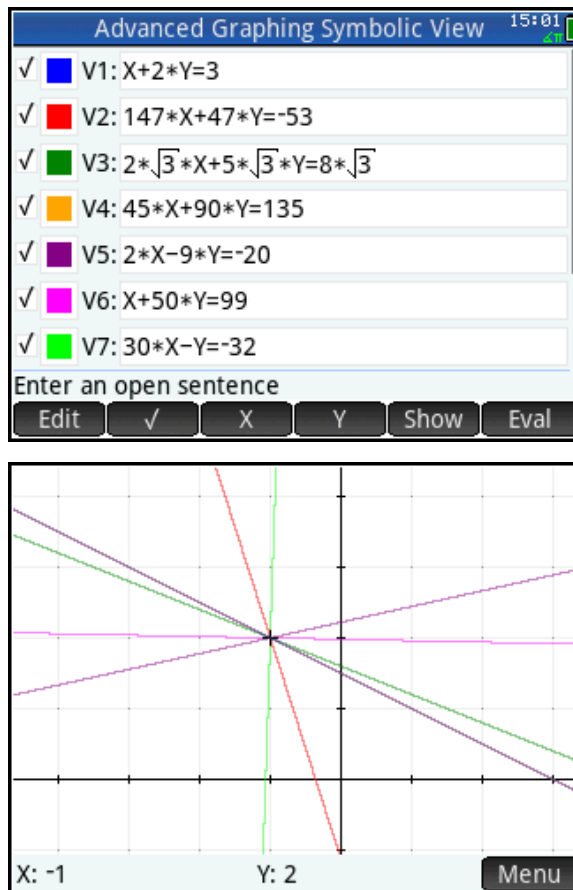 Advanced Graphing Symbolic View 15:01
∠π
√ V1: X+2*Y=3
√ V2: 147*X+47*Y=-53
√ V3: 2*√3*X+5*√3*Y=8*√3
√ V4: 45*X+90*Y=135
√ V5: 2*X-9*Y=-20
√ V6: X+50*Y=99
√ V7: 30*X-Y=-32
Enter an open sentence
Edit √ X Y Show Eval
X: -1 Y: 2 Menu